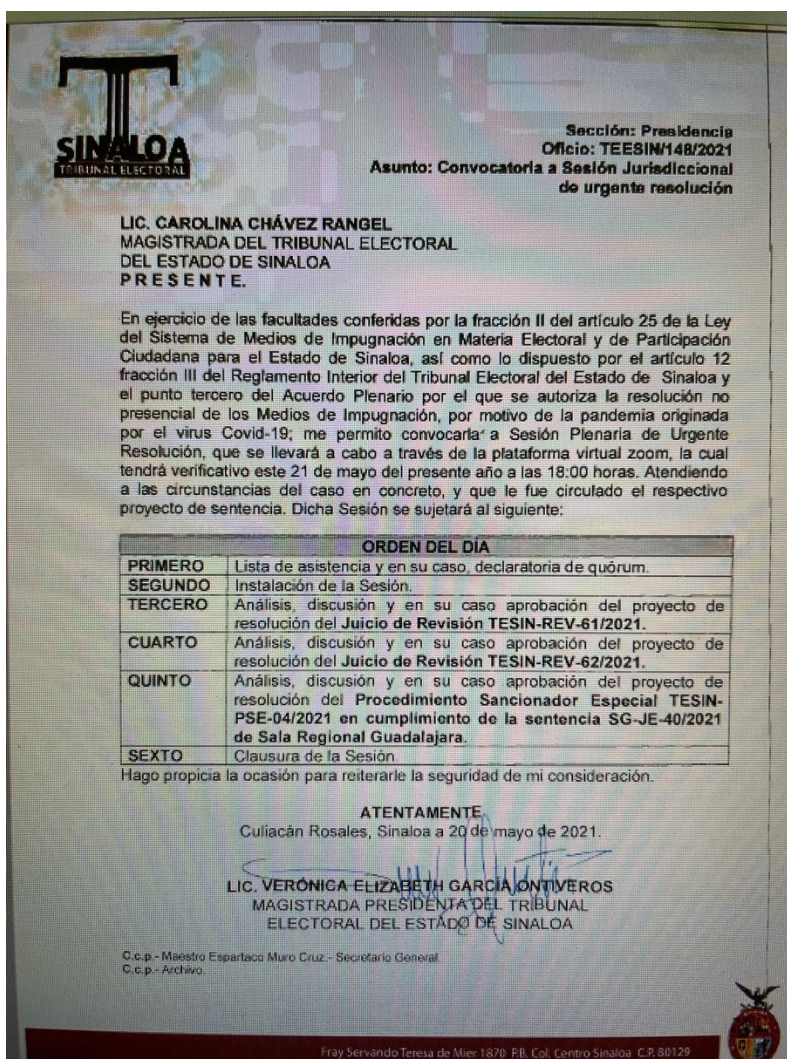 SINALOA
TRIBUNAL ELECTORAL
Sección: Presidencia
Oficio: TEESIN/148/2021
Asunto: Convocatoria a Sesión Jurisdiccional
de urgente resolución
LIC. CAROLINA CHÁVEZ RANGEL
MAGISTRADA DEL TRIBUNAL ELECTORAL
DEL ESTADO DE SINALOA
P R E S E N T E.
En ejercicio de las facultades conferidas por la fracción II del artículo 25 de la Ley
del Sistema de Medios de Impugnación en Materia Electoral y de Participación
Ciudadana para el Estado de Sinaloa, así como lo dispuesto por el artículo 12
fracción III del Reglamento Interior del Tribunal Electoral del Estado de Sinaloa y
el punto tercero del Acuerdo Plenario por el que se autoriza la resolución no
presencial de los Medios de Impugnación, por motivo de la pandemia originada
por el virus Covid-19; me permito convocarla a Sesión Plenaria de Urgente
Resolución, que se llevará a cabo a través de la plataforma virtual zoom, la cual
tendrá verificativo este 21 de mayo del presente año a las 18:00 horas. Atendiendo
a las circunstancias del caso en concreto, y que le fue circulado el respectivo
proyecto de sentencia. Dicha Sesión se sujetará al siguiente:
ORDEN DEL DÍA
PRIMERO Lista de asistencia y en su caso, declaratoria de quórum.
SEGUNDO Instalación de la Sesión.
TERCERO Análisis, discusión y en su caso aprobación del proyecto de
resolución del Juicio de Revisión TESIN-REV-61/2021.
CUARTO Análisis, discusión y en su caso aprobación del proyecto de
resolución del Juicio de Revisión TESIN-REV-62/2021.
QUINTO Análisis, discusión y en su caso aprobación del proyecto de
resolución del Procedimiento Sancionador Especial TESIN-
PSE-04/2021 en cumplimiento de la sentencia SG-JE-40/2021
de Sala Regional Guadalajara.
SEXTO Clausura de la Sesión.
Hago propicia la ocasión para reiterarle la seguridad de mi consideración.
ATENTAMENTE
Culiacán Rosales, Sinaloa a 20 de mayo de 2021.
LIC. VERÓNICA ELIZABETH GARCÍA ONTIVEROS
MAGISTRADA PRESIDENTA DEL TRIBUNAL
ELECTORAL DEL ESTADO DE SINALOA
C.c.p.- Maestro Espartaco Muro Cruz.- Secretario General.
C.c.p.- Archivo.
Fray Servando Teresa de Mier 1870 P.B. Col. Centro Sinaloa C.P. 80129